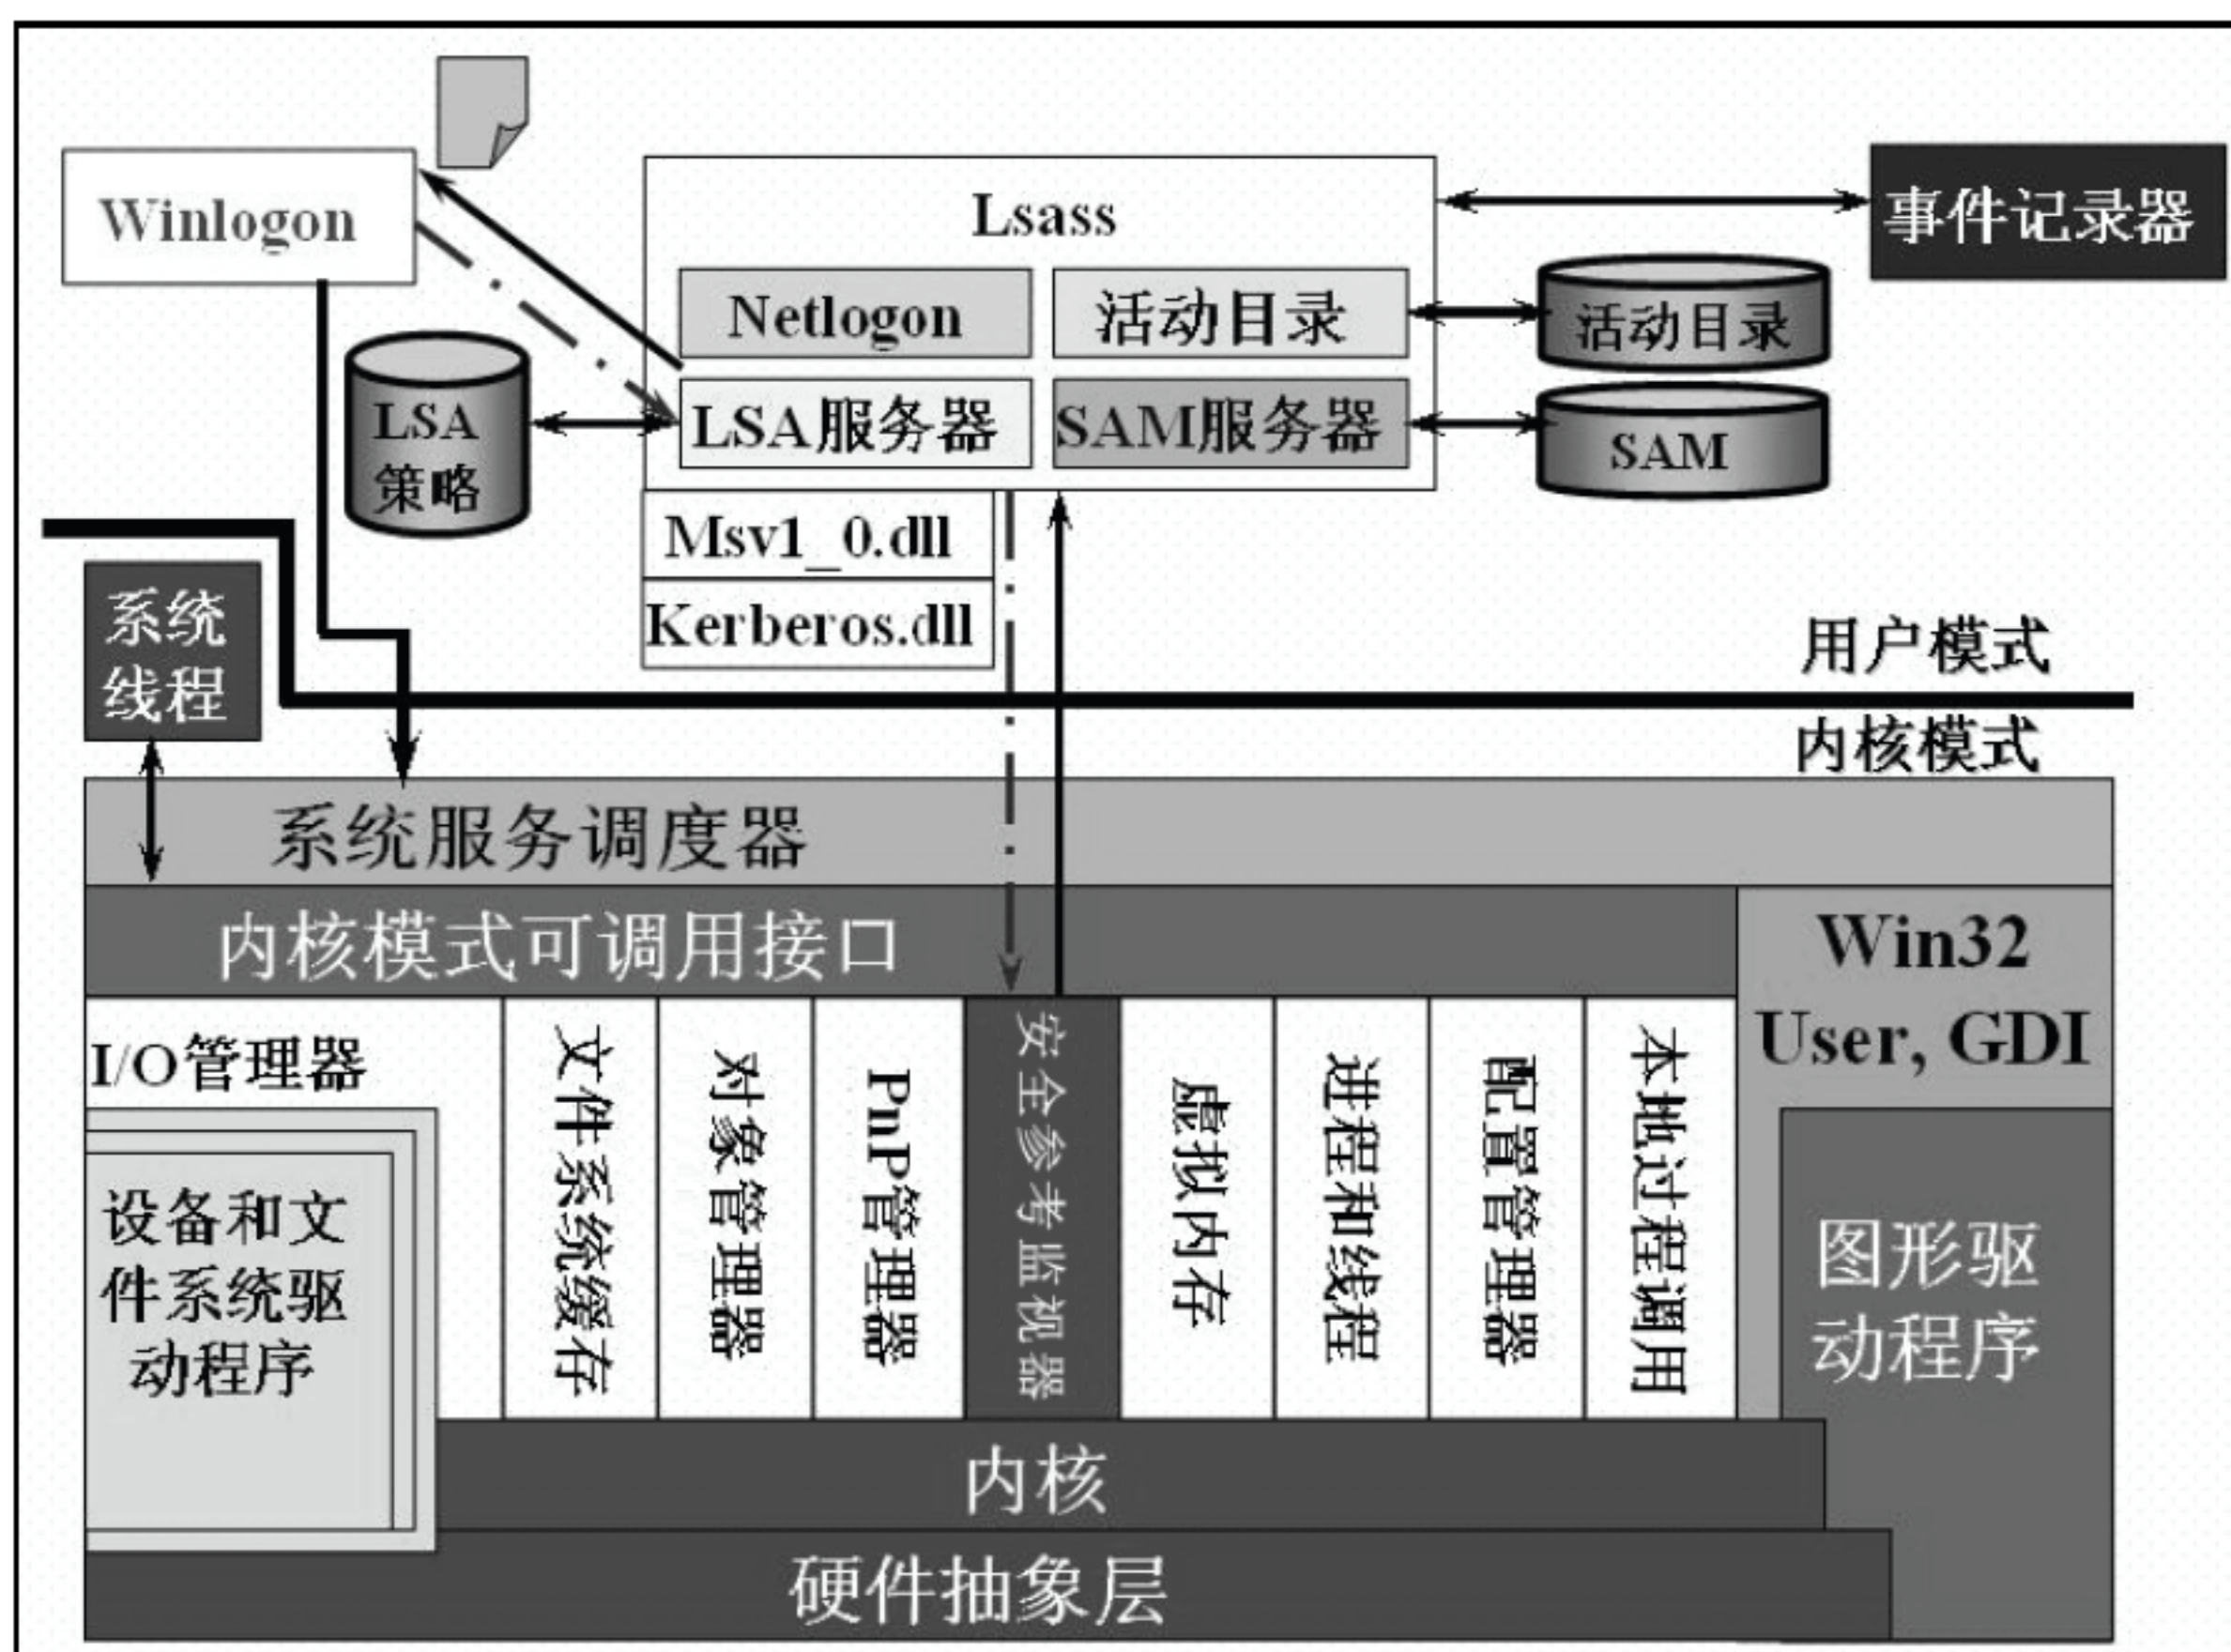 Winlogon
Lsass
事件记录器
Netlogon
活动目录
活动目录
LSA
策略
LSA服务器
SAM服务器
SAM
Msv1_0.dll
Kerberos.dll
系统
线程
用户模式
内核模式
系统服务调度器
内核模式可调用接口
Win32
User, GDI
I/O管理器
文件系统缓存
对象管理器
PnP管理器
安全参考监视器
虚拟内存
进程和线程
配置管理器
本地过程调用
设备和文
件系统驱
动程序
图形驱
动程序
内核
硬件抽象层